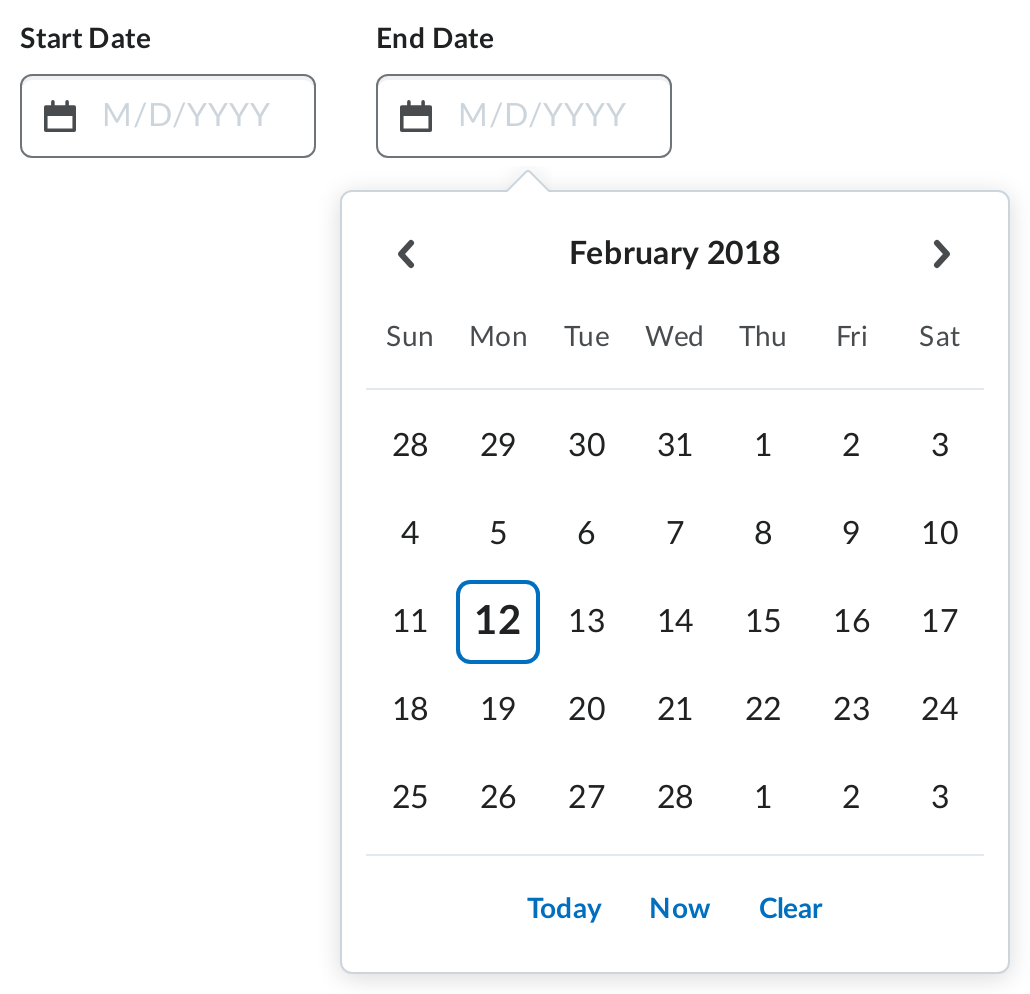 Start Date End Date
M/D/YYYY M/D/YYYY
February 2018
Sun Mon Tue Wed Thu Fri Sat
28 29 30 31 1 2 3
4 5 6 7 8 9 10
11 12 13 14 15 16 17
18 19 20 21 22 23 24
25 26 27 28 1 2 3
Today Now Clear